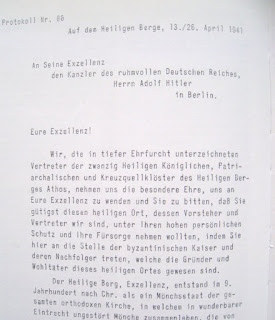 Protokoll Nr. 88
Auf dem Heiligen Berge, 13./26. April 1941
An Seine Exzellenz
den Kanzler des ruhmvollen Deutschen Reiches,
Herrn Adolf Hitler
in Berlin.
Eure Exzellenz!
Wir, die in tiefer Ehrfurcht unterzeichneten
Vertreter der zwanzig Heiligen Königlichen, Patri-
archalischen und Kreuzquellklöster des Heiligen Ber-
ges Athos, nehmen uns die besondere Ehre, uns an
Eure Exzellenz zu wenden und Sie zu bitten, daß Sie
gütigst diesen heiligen Ort, dessen Vorsteher und
Vertreter wir sind, unter ihren hohen persönlichen
Schutz und ihre Fürsorge nehmen wollten, indem Sie
hier an die Stelle der byzantinischen Kaiser und
deren Nachfolger treten, welche die Gründer und
Wohltäter dieses heiligen Ortes gewesen sind.
Der Heilige Berg, Exzellenz, entstand im 9.
Jahrhundert nach Chr. als ein Mönchsstaat der ge-
samten orthodoxen Kirche, in welchem in wunderbarer
Eintracht ungestört Mönche zusammenleben, die von